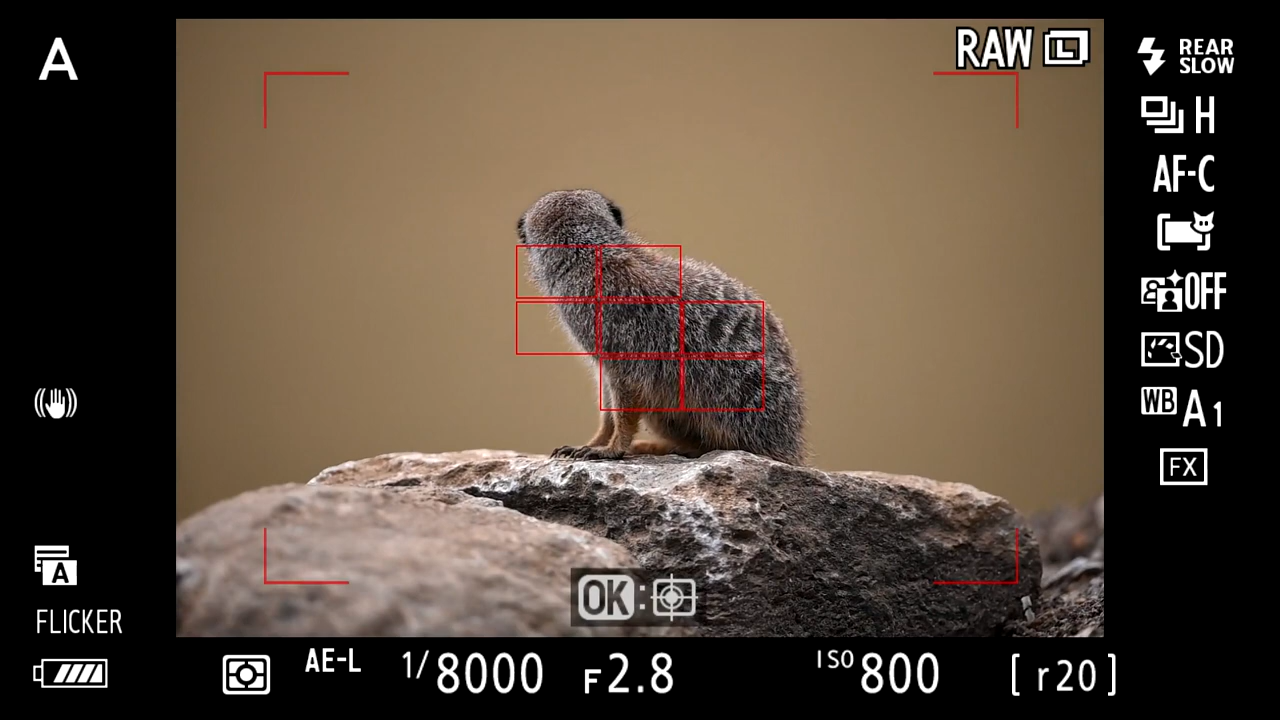 A
RAW L
REAR
SLOW
H
AF-C
OFF
SD
WB A1
FX
A
FLICKER
OK:
AE-L 1/8000 F2.8 ISO 800 [r20]